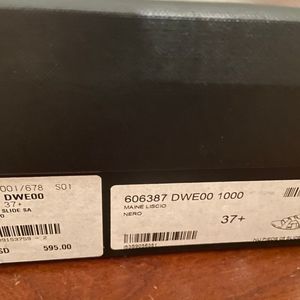 001/678 S01
DWE00
37+
SLIDE SA
595.00
606387 DWE00 1000
MAINE LISCIO
NERO
37+